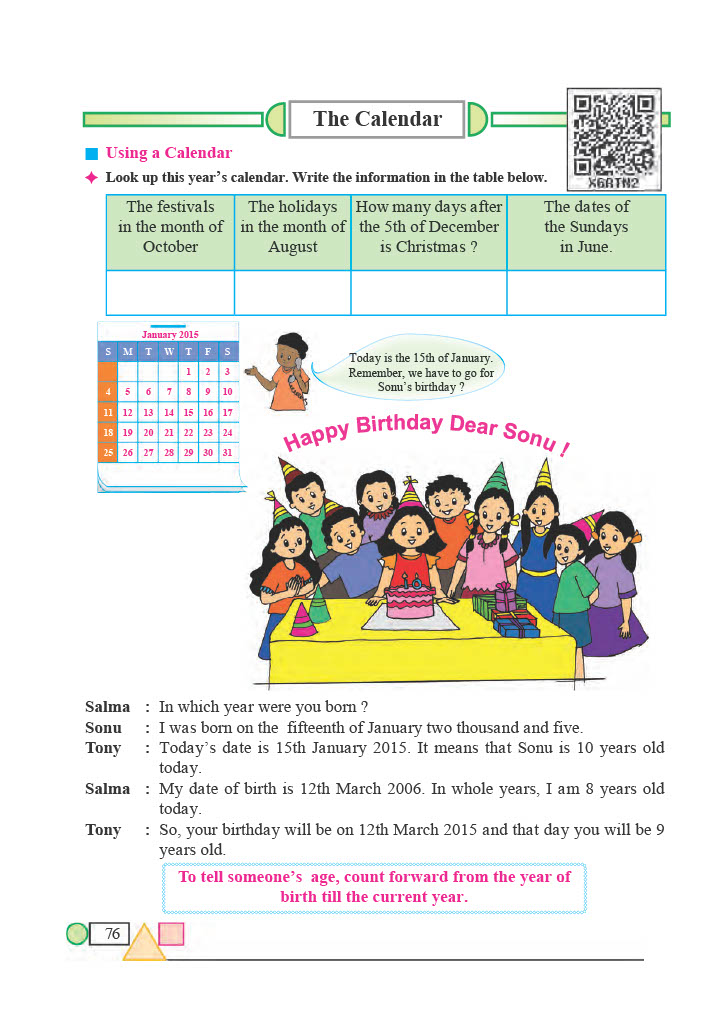 The Calendar
X6RTN2
Using a Calendar
Look up this year's calendar. Write the information in the table below.
The festivals
in the month of
October
The holidays
in the month of
August
How many days after
the 5th of December
is Christmas ?
The dates of
the Sundays
in June.
January 2015
S M T W T F S
1 2 3
4 5 6 7 8 9 10
11 12 13 14 15 16 17
18 19 20 21 22 23 24
25 26 27 28 29 30 31
Today is the 15th of January.
Remember, we have to go for
Sonu's birthday ?
Happy Birthday Dear Sonu !
Salma : In which year were you born ?
Sonu : I was born on the fifteenth of January two thousand and five.
Tony : Today's date is 15th January 2015. It means that Sonu is 10 years old
today.
Salma : My date of birth is 12th March 2006. In whole years, I am 8 years old
today.
Tony : So, your birthday will be on 12th March 2015 and that day you will be 9
years old.
To tell someone's age, count forward from the year of
birth till the current year.
76